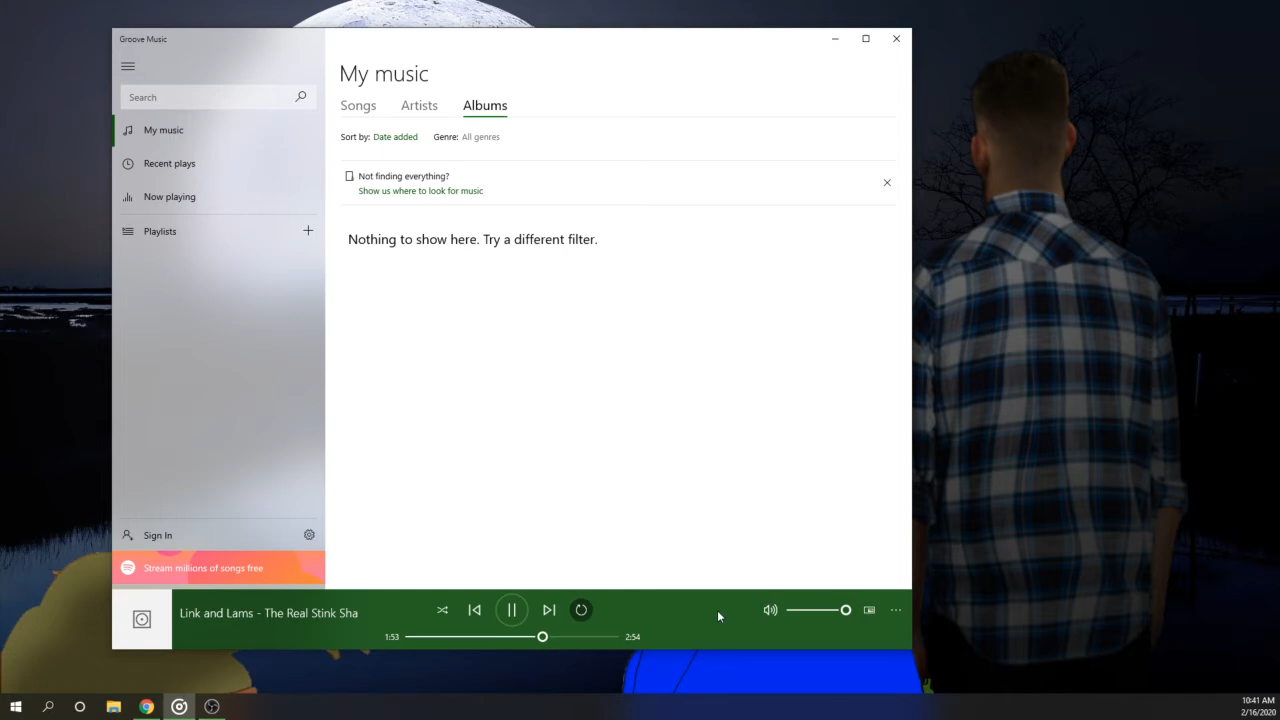 Groove Music
Search
My music
Recent plays
Now playing
Playlists
Sign In
Stream millions of songs free
My music
Songs Artists Albums
Sort by: Date added Genre: All genres
Not finding everything?
Show us where to look for music
Nothing to show here. Try a different filter.
Link and Lams - The Real Stink Sha
1:53 2:54
10:41 AM
2/16/2020